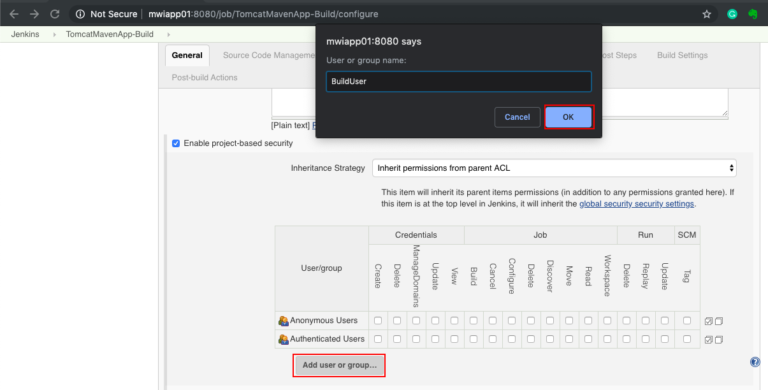 Not Secure | mwiapp01:8080/job/TomcatMavenApp-Build/configure
Jenkins TomcatMavenApp-Build
mwiapp01:8080 says
User or group name:
BuildUser
Cancel OK
General Source Code Manageme ost Steps Build Settings
Post-build Actions
[Plain text]
Enable project-based security
Inheritance Strategy Inherit permissions from parent ACL
This item will inherit its parent items permissions (in addition to any permissions granted here). If
this item is at the top level in Jenkins, it will inherit the global security security settings.
User/group Credentials Job Run SCM
Create Delete ManageDomains Update View Build Cancel Configure Delete Discover Move Read Workspace Delete Replay Update Tag
Anonymous Users
Authenticated Users
Add user or group...